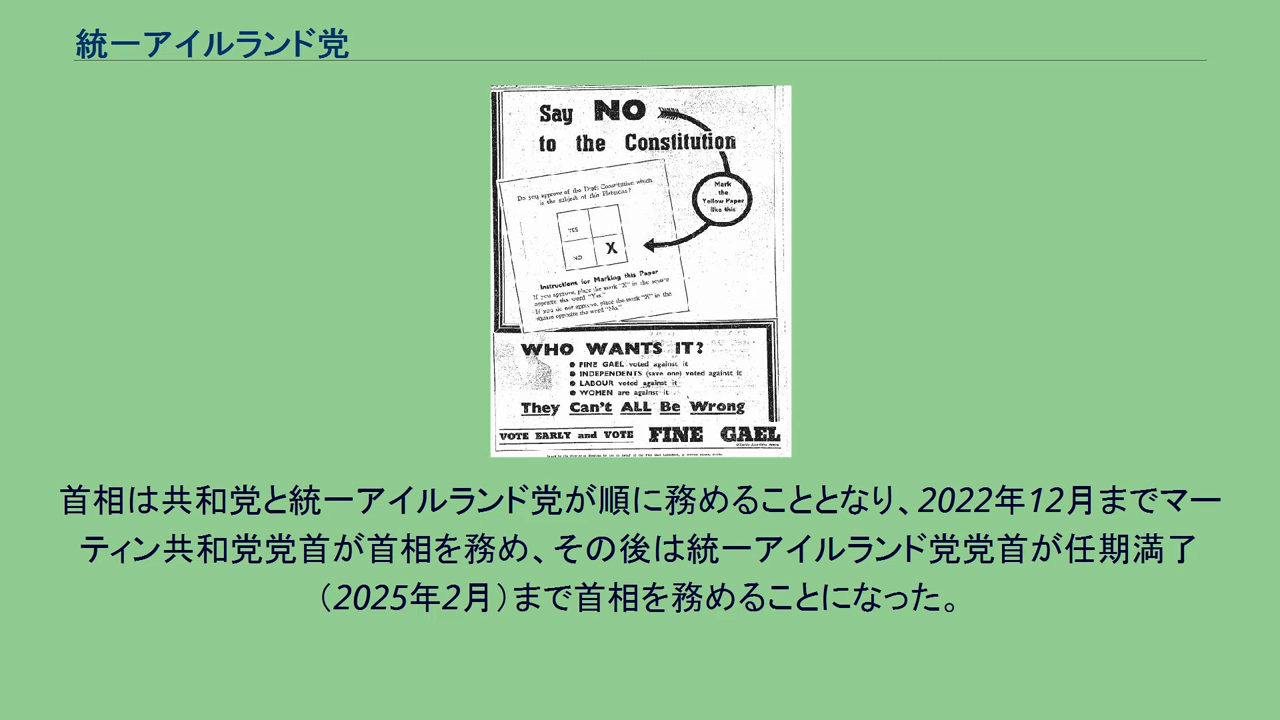 統一アイルランド党
Say NO
to the Constitution
Mark
the
Yellow Paper
like this
Do you approve of the Draft Constitution which
is the subject of this Plebiscite?
YES
NO X
Instructions for Marking this Paper
If you approve, place the mark "X" in the square
opposite the word "Yes."
If you do not approve, place the mark "X" in the
square opposite the word "No."
WHO WANTS IT?
● FINE GAEL voted against it
● INDEPENDENTS (save one) voted against it
● LABOUR voted against it
● WOMEN are against it
They Can't ALL Be Wrong
VOTE EARLY and VOTE FINE GAEL
首相は共和党と統一アイルランド党が順に務めることとなり、2022年12月までマー
ティン共和党党首が首相を務め、その後は統一アイルランド党党首が任期満了
（2025年2月）まで首相を務めることになった。